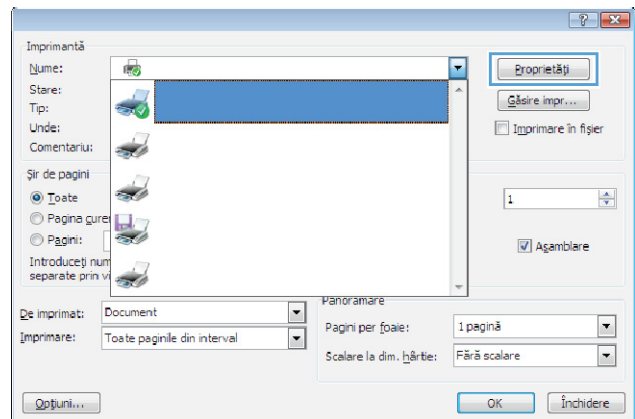 Imprimantă
Nume:
Proprietăți
Stare:
Găsire impr...
Tip:
Unde:
Imprimare în fișier
Comentariu:
Șir de pagini
Toate
1
Pagina curen
Pagini:
Asamblare
Introduceți num
separate prin vi
Panoramare
De imprimat:
Document
Pagini per foaie:
1 pagină
Imprimare:
Toate paginile din interval
Scalare la dim. hârtie:
Fără scalare
Opțiuni...
OK
Închidere